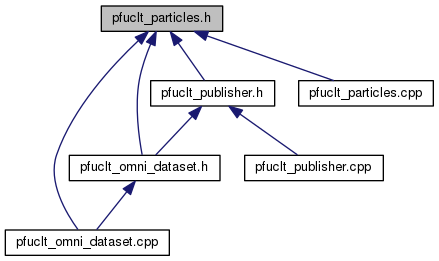 pfuclt_particles.h
pfuclt_publisher.h
pfuclt_particles.cpp
pfuclt_omni_dataset.h
pfuclt_publisher.cpp
pfuclt_omni_dataset.cpp